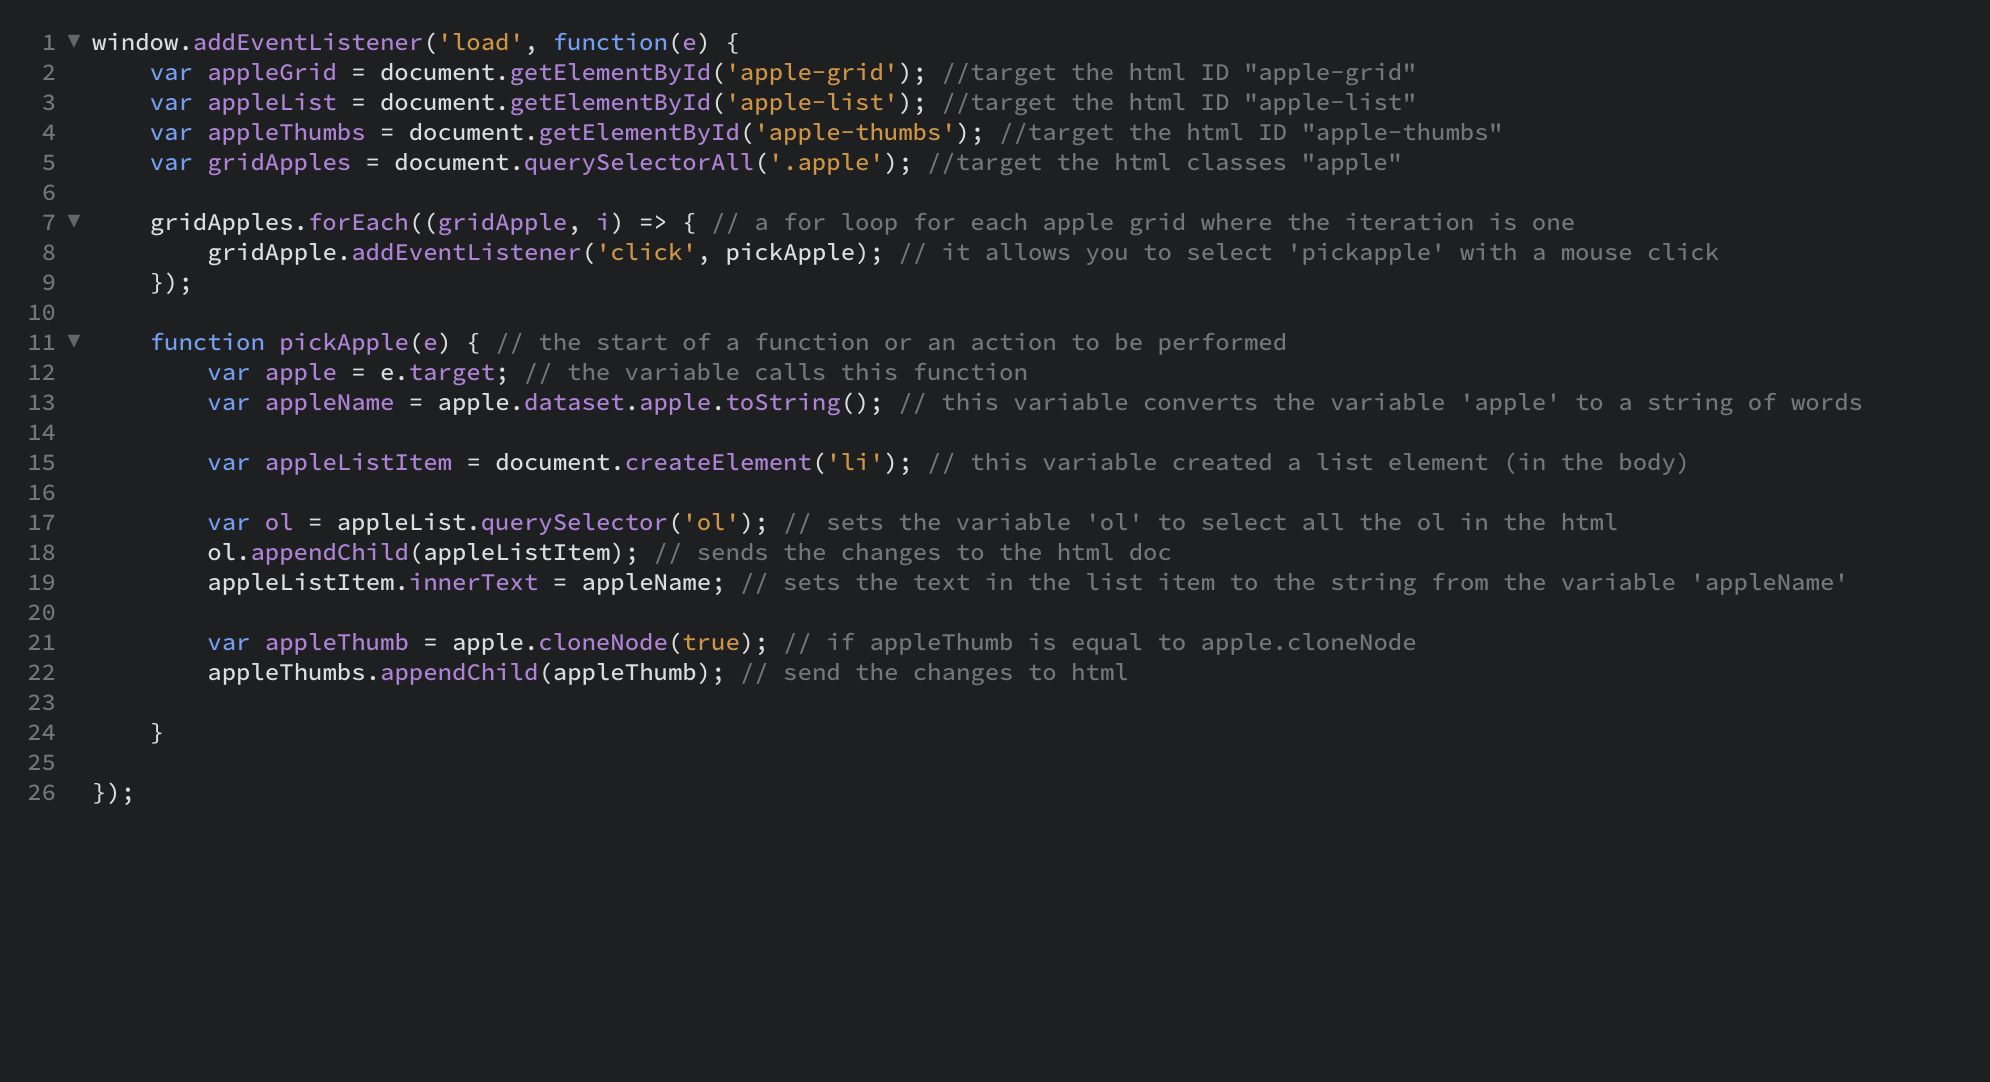 1 ▼ window.addEventListener('load', function(e) {
2     var appleGrid = document.getElementById('apple-grid'); //target the html ID "apple-grid"
3     var appleList = document.getElementById('apple-list'); //target the html ID "apple-list"
4     var appleThumbs = document.getElementById('apple-thumbs'); //target the html ID "apple-thumbs"
5     var gridApples = document.querySelectorAll('.apple'); //target the html classes "apple"
6
7 ▼     gridApples.forEach((gridApple, i) => { // a for loop for each apple grid where the iteration is one
8         gridApple.addEventListener('click', pickApple); // it allows you to select 'pickapple' with a mouse click
9     });
10
11 ▼     function pickApple(e) { // the start of a function or an action to be performed
12         var apple = e.target; // the variable calls this function
13         var appleName = apple.dataset.apple.toString(); // this variable converts the variable 'apple' to a string of words
14
15         var appleListItem = document.createElement('li'); // this variable created a list element (in the body)
16
17         var ol = appleList.querySelector('ol'); // sets the variable 'ol' to select all the ol in the html
18         ol.appendChild(appleListItem); // sends the changes to the html doc
19         appleListItem.innerText = appleName; // sets the text in the list item to the string from the variable 'appleName'
20
21         var appleThumb = apple.cloneNode(true); // if appleThumb is equal to apple.cloneNode
22         appleThumbs.appendChild(appleThumb); // send the changes to html
23
24     }
25
26 });